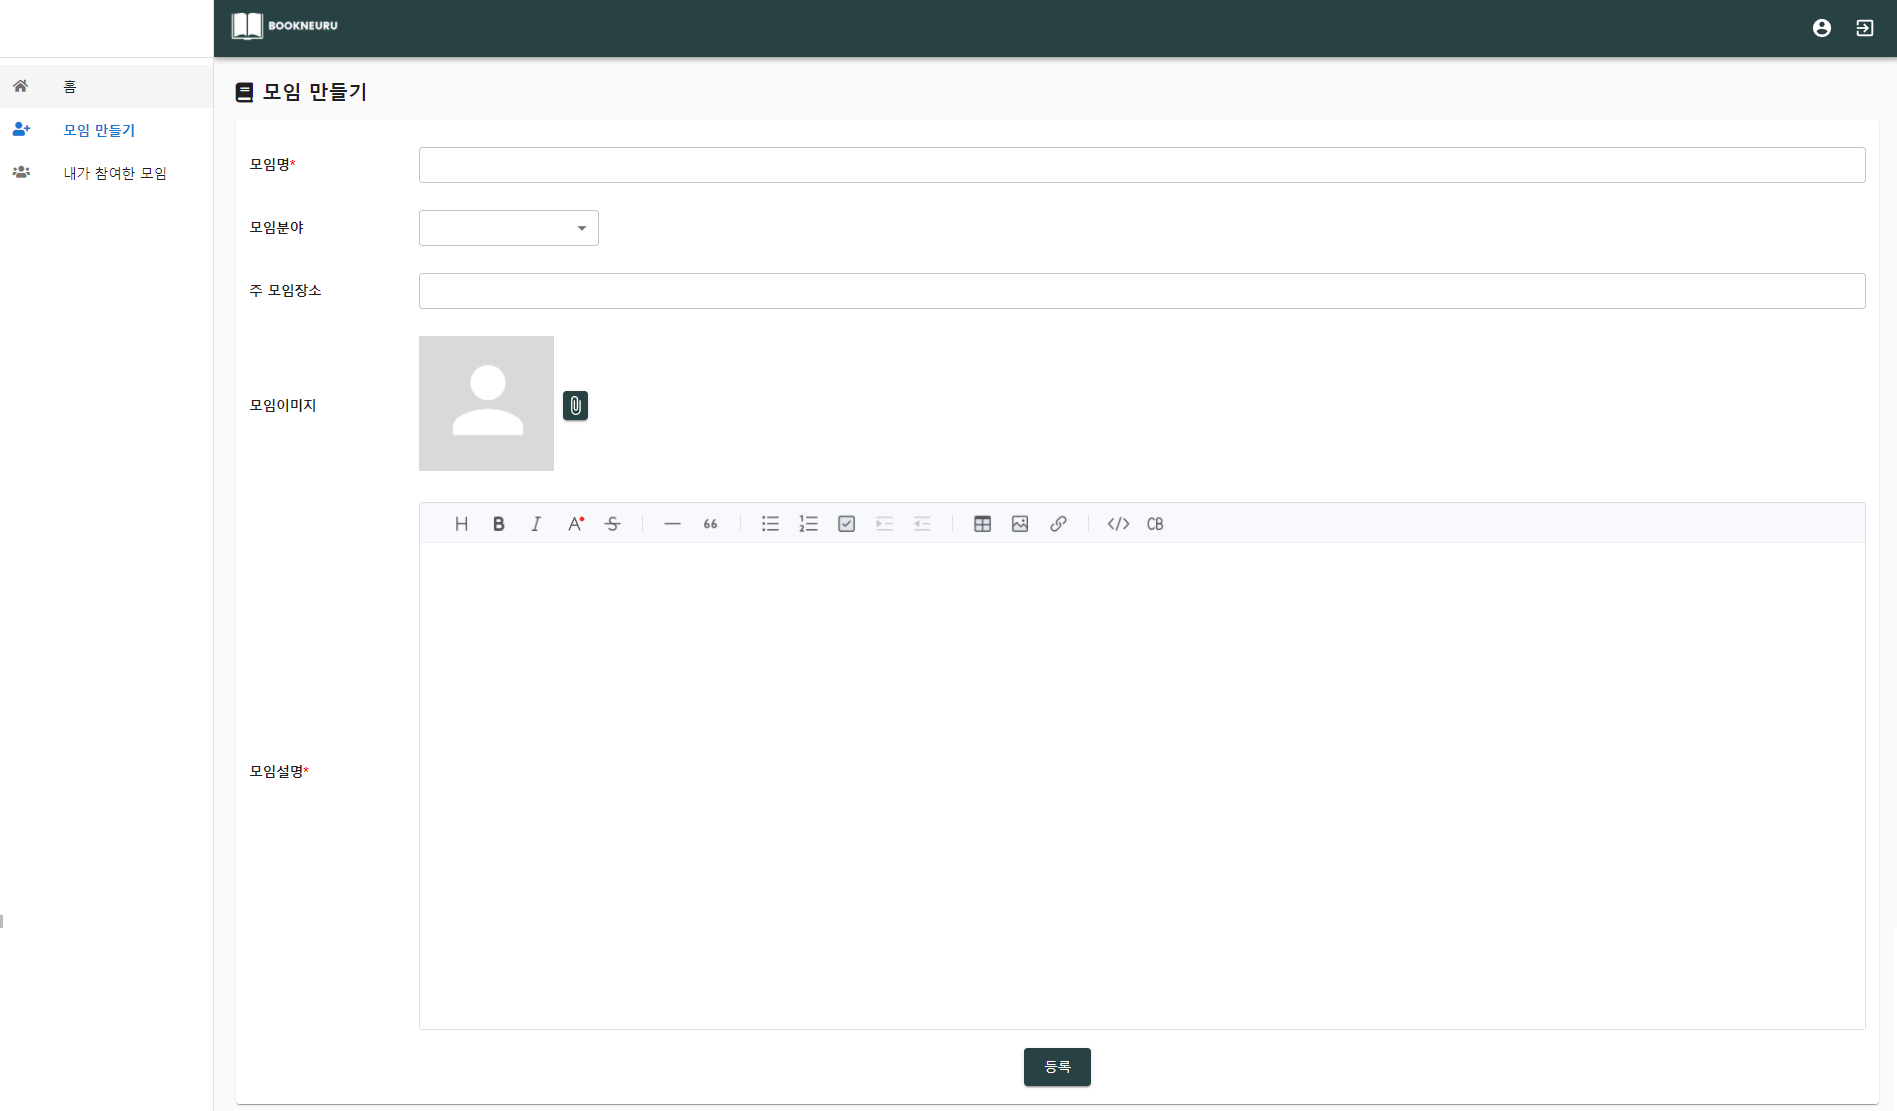 BOOKNEURU
홈
모임 만들기
내가 참여한 모임
모임 만들기
모임명*
모임분야
주 모임장소
모임이미지
H B I A S 66 </> CB
모임설명*
등록